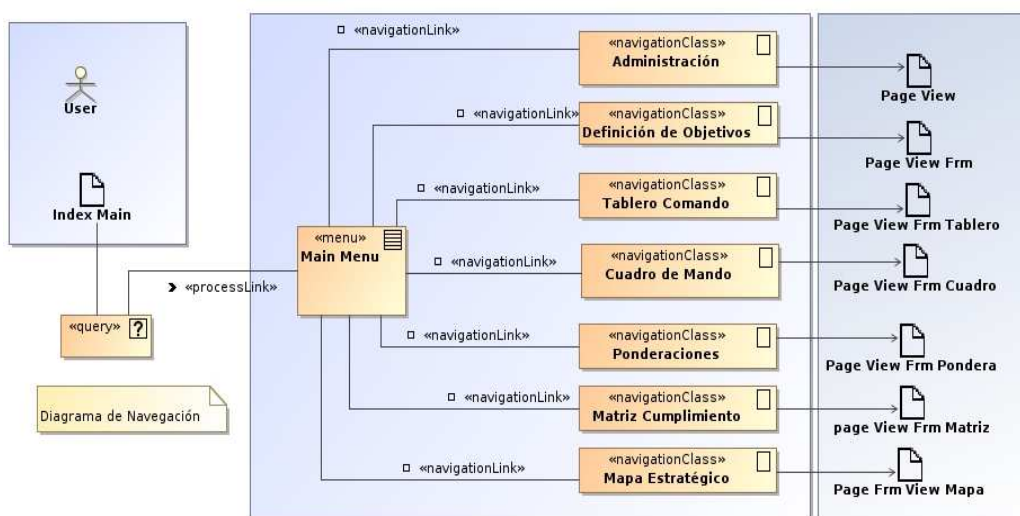 User
Index Main
«query»
?
Diagrama de Navegación
«processLink»
«menu»
Main Menu
«navigationLink»
«navigationClass»
Administración
Page View
«navigationLink»
«navigationClass»
Definición de Objetivos
Page View Frm
«navigationLink»
«navigationClass»
Tablero Comando
Page View Frm Tablero
«navigationLink»
«navigationClass»
Cuadro de Mando
Page View Frm Cuadro
«navigationLink»
«navigationClass»
Ponderaciones
Page View Frm Pondera
«navigationLink»
«navigationClass»
Matriz Cumplimiento
page View Frm Matriz
«navigationLink»
«navigationClass»
Mapa Estratégico
Page Frm View Mapa